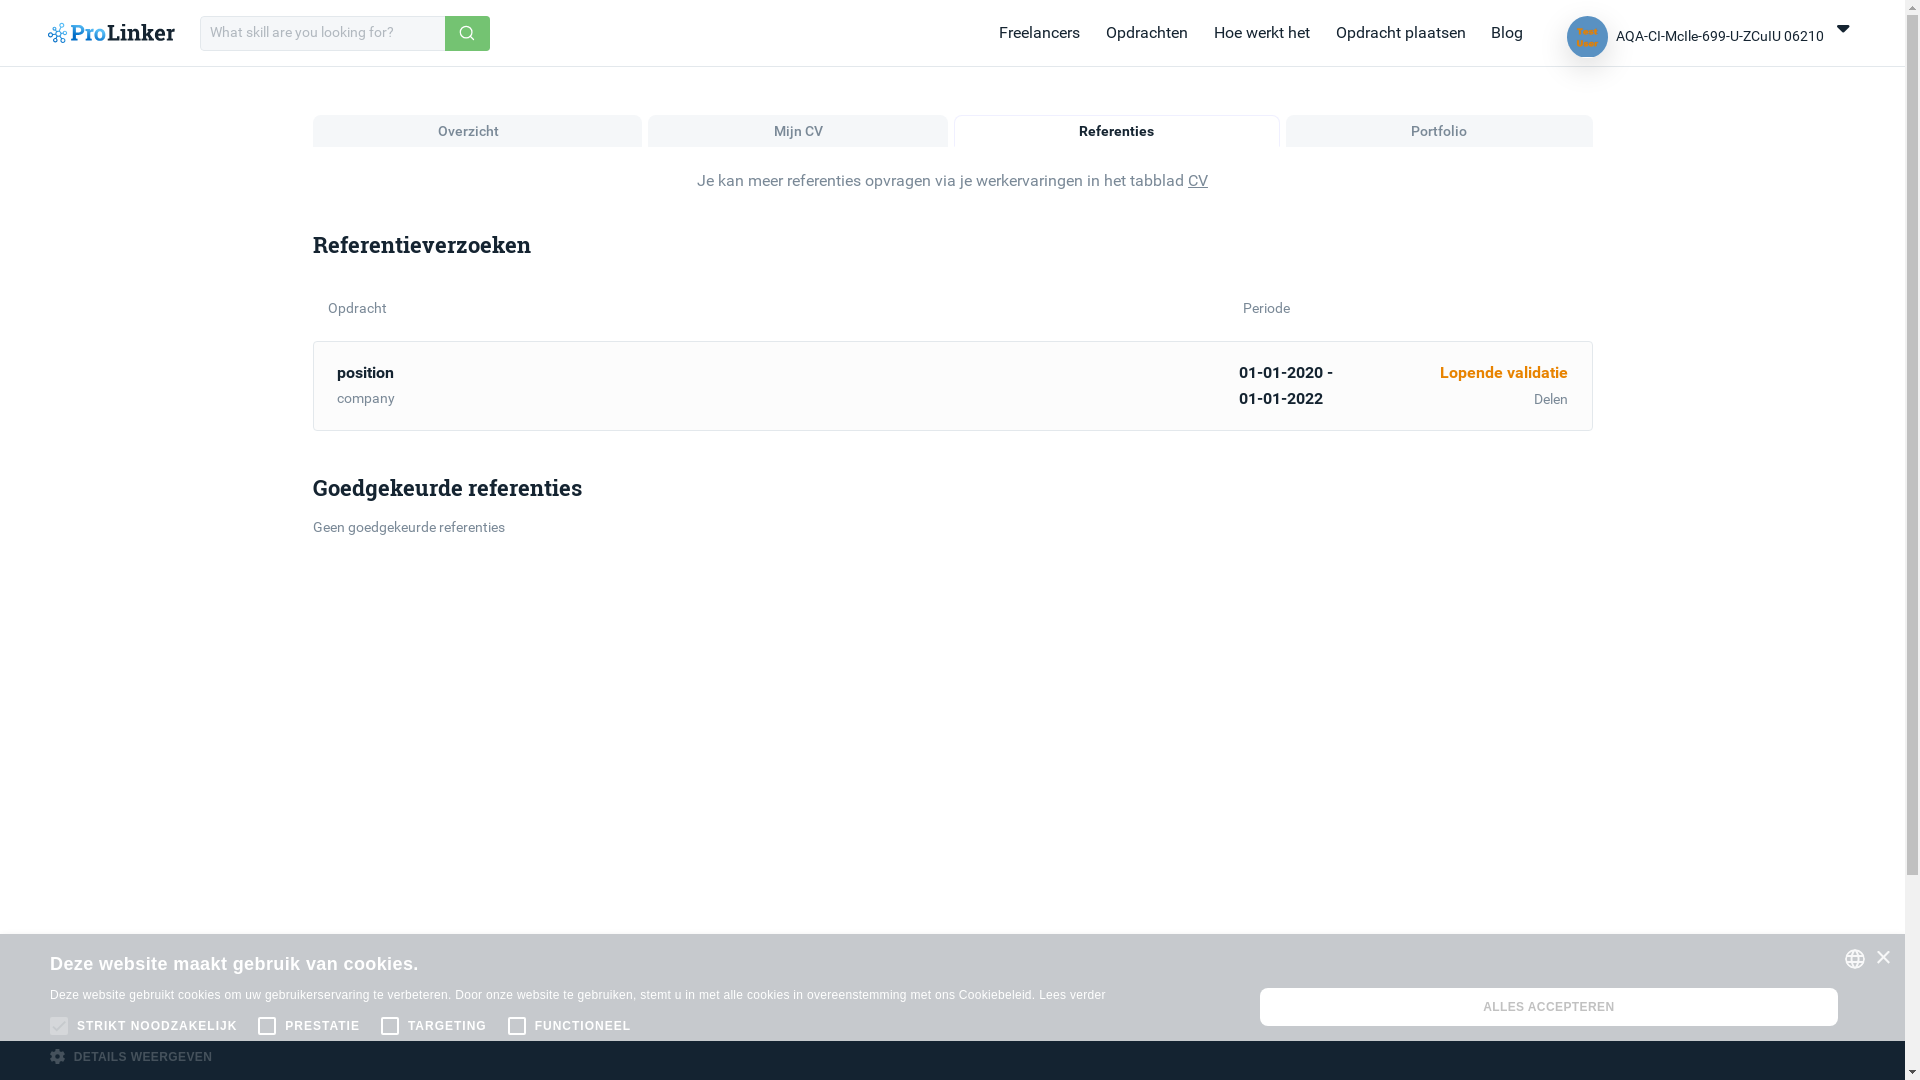 ProLinker
What skill are you looking for?
Freelancers
Opdrachten
Hoe werkt het
Opdracht plaatsen
Blog
Test
User
AQA-CI-McIle-699-U-ZCuIU 06210
Overzicht
Mijn CV
Referenties
Portfolio
Je kan meer referenties opvragen via je werkervaringen in het tabblad CV
Referentieverzoeken
Opdracht
Periode
position
company
01-01-2020 -
01-01-2022
Lopende validatie
Delen
Goedgekeurde referenties
Geen goedgekeurde referenties
Deze website maakt gebruik van cookies.
Deze website gebruikt cookies om uw gebruikerservaring te verbeteren. Door onze website te gebruiken, stemt u in met alle cookies in overeenstemming met ons Cookiebeleid. Lees verder
STRIKT NOODZAKELIJK
PRESTATIE
TARGETING
FUNCTIONEEL
DETAILS WEERGEVEN
ALLES ACCEPTEREN